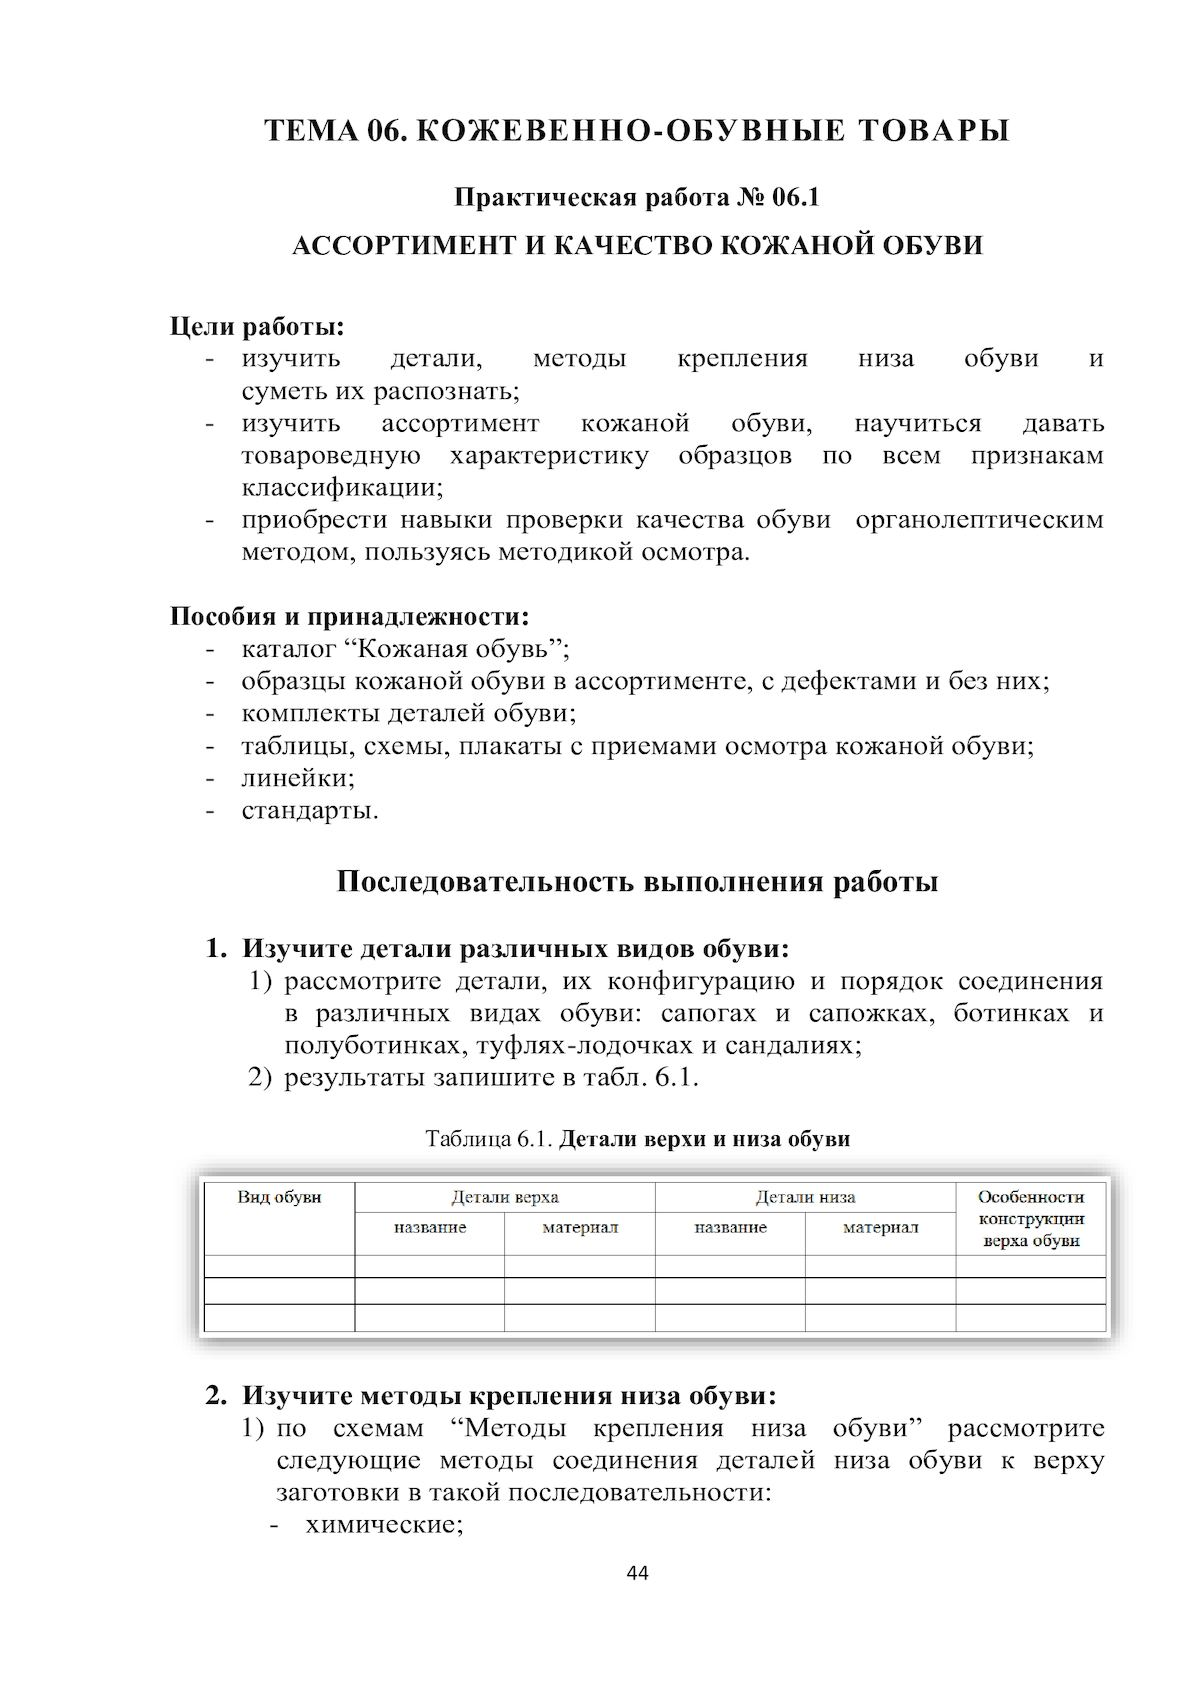 ТЕМА 06. КОЖЕВЕННО-ОБУВНЫЕ ТОВАРЫ
Практическая работа № 06.1
АССОРТИМЕНТ И КАЧЕСТВО КОЖАНОЙ ОБУВИ
Цели работы:
- изучить детали, методы крепления низа обуви и
суметь их распознать;
- изучить ассортимент кожаной обуви, научиться давать
товароведную характеристику образцов по всем признакам
классификации;
- приобрести навыки проверки качества обуви органолептическим
методом, пользуясь методикой осмотра.
Пособия и принадлежности:
- каталог “Кожаная обувь”;
- образцы кожаной обуви в ассортименте, с дефектами и без них;
- комплекты деталей обуви;
- таблицы, схемы, плакаты с приемами осмотра кожаной обуви;
- линейки;
- стандарты.
Последовательность выполнения работы
1. Изучите детали различных видов обуви:
1) рассмотрите детали, их конфигурацию и порядок соединения
в различных видах обуви: сапогах и сапожках, ботинках и
полуботинках, туфлях-лодочках и сандалиях;
2) результаты запишите в табл. 6.1.
Таблица 6.1. Детали верхи и низа обуви
Вид обуви Детали верха Детали низа Особенности
конструкции
верха обуви
название материал название материал
2. Изучите методы крепления низа обуви:
1) по схемам “Методы крепления низа обуви” рассмотрите
следующие методы соединения деталей низа обуви к верху
заготовки в такой последовательности:
- химические;
44